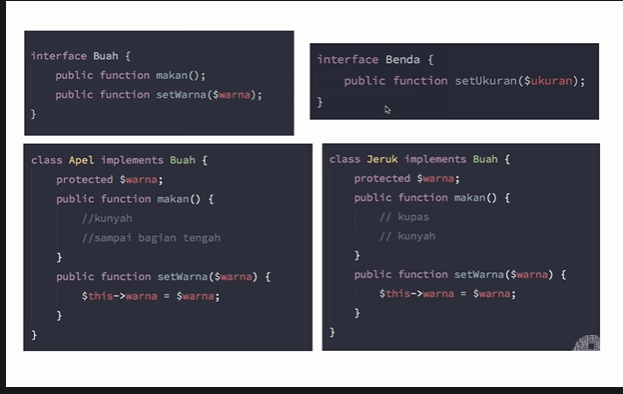 interface Buah {
public function makan();
public function setWarna($warna);
}
interface Benda {
public function setUkuran($ukuran);
}
class Apel implements Buah {
protected $warna;
public function makan() {
//kunyah
//sampai bagian tengah
}
public function setWarna($warna) {
$this->warna = $warna;
}
}
class Jeruk implements Buah {
protected $warna;
public function makan() {
// kupas
// kunyah
}
public function setWarna($warna) {
$this->warna = $warna;
}
}